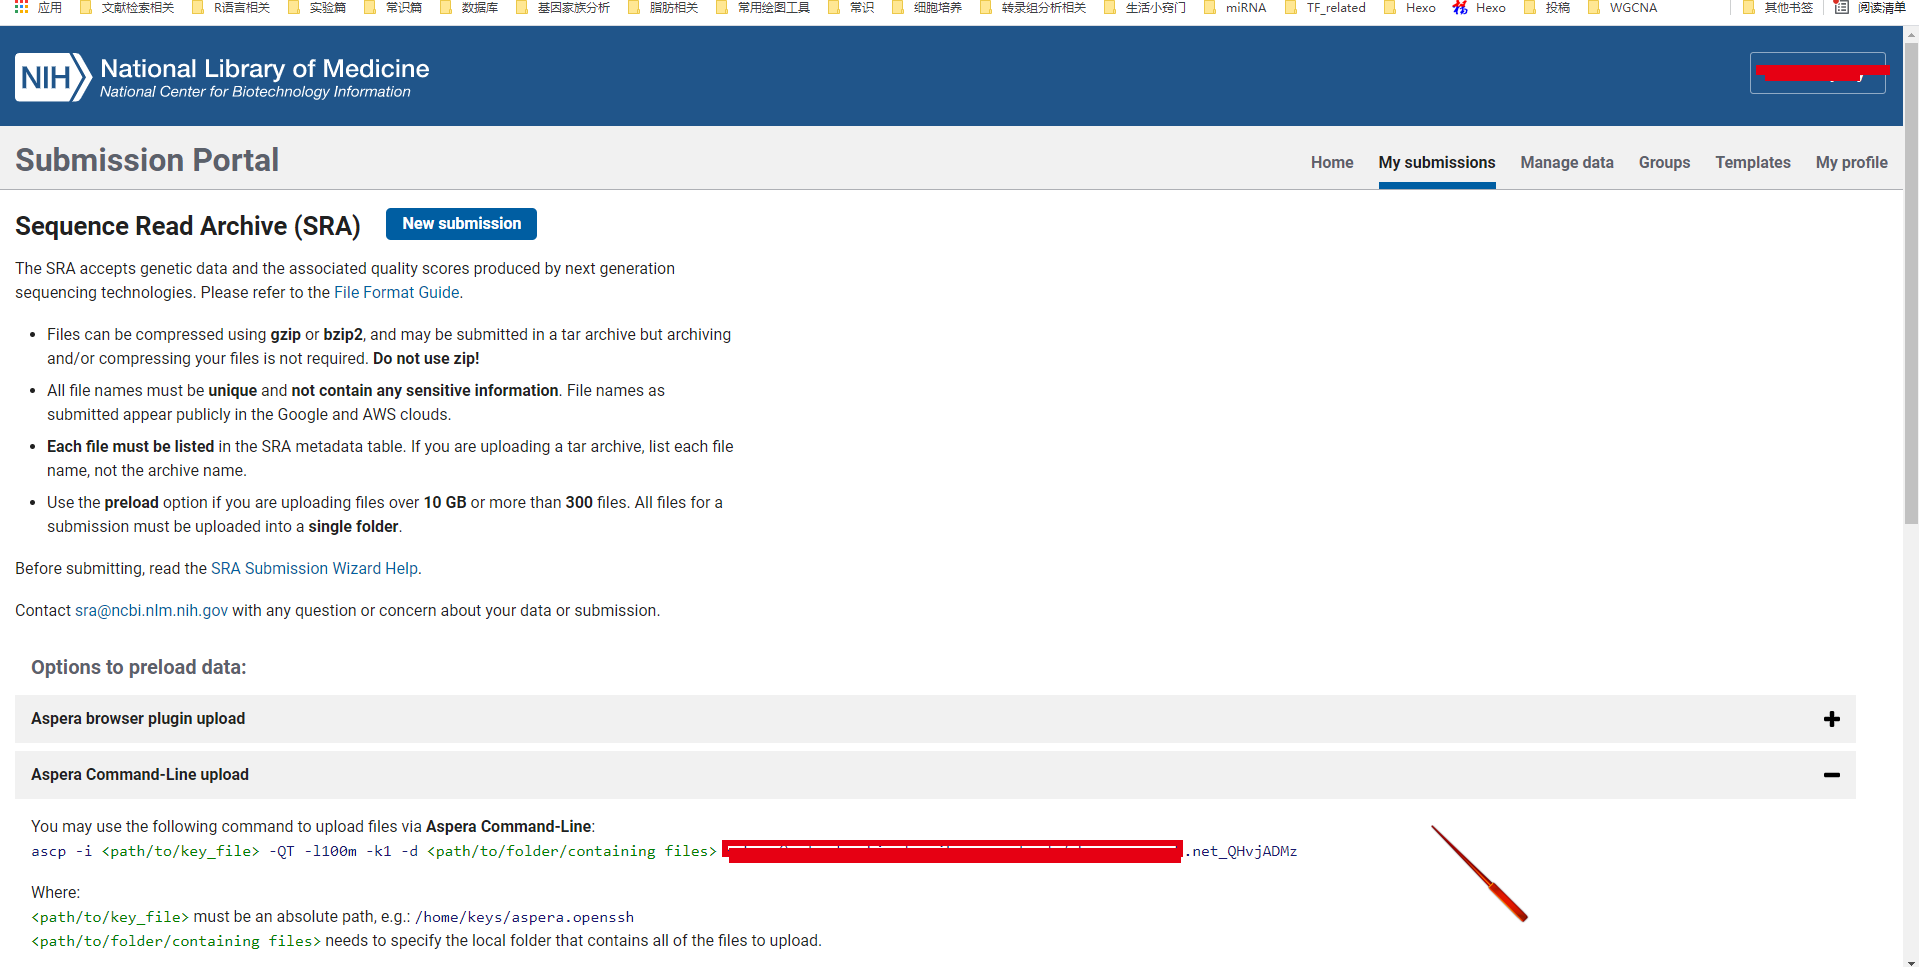 应用 文献检索相关 R语言相关 实验篇 常识篇 数据库 基因家族分析 脂肪相关 常用绘图工具 常识 细胞培养 转录组分析相关 生活小窍门 miRNA TF_related Hexo Hexo 投稿 WGCNA 其他书签 阅读清单
NIH National Library of Medicine
National Center for Biotechnology Information
Submission Portal
Home My submissions Manage data Groups Templates My profile
Sequence Read Archive (SRA) New submission
The SRA accepts genetic data and the associated quality scores produced by next generation
sequencing technologies. Please refer to the File Format Guide.
• Files can be compressed using gzip or bzip2, and may be submitted in a tar archive but archiving
and/or compressing your files is not required. Do not use zip!
• All file names must be unique and not contain any sensitive information. File names as
submitted appear publicly in the Google and AWS clouds.
• Each file must be listed in the SRA metadata table. If you are uploading a tar archive, list each file
name, not the archive name.
• Use the preload option if you are uploading files over 10 GB or more than 300 files. All files for a
submission must be uploaded into a single folder.
Before submitting, read the SRA Submission Wizard Help.
Contact sra@ncbi.nlm.nih.gov with any question or concern about your data or submission.
Options to preload data:
Aspera browser plugin upload
Aspera Command-Line upload
You may use the following command to upload files via Aspera Command-Line:
ascp -i <path/to/key_file> -QT -l100m -k1 -d <path/to/folder/containing files> .net_QHvjADMz
Where:
<path/to/key_file> must be an absolute path, e.g.: /home/keys/aspera.openssh
<path/to/folder/containing files> needs to specify the local folder that contains all of the files to upload.